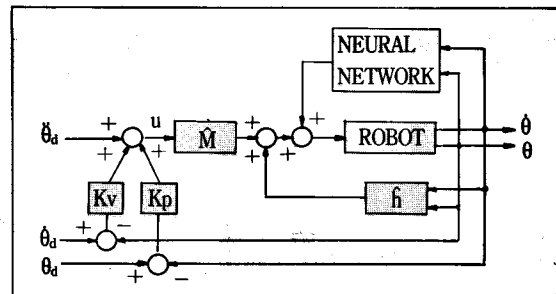 NEURAL
NETWORK
u
+
+
+
+
θ̈d
+
+
M̂
+
+
ROBOT
θ̇
θ
Kv
Kp
ĥ
+
−
θ̇d
θd
+
−